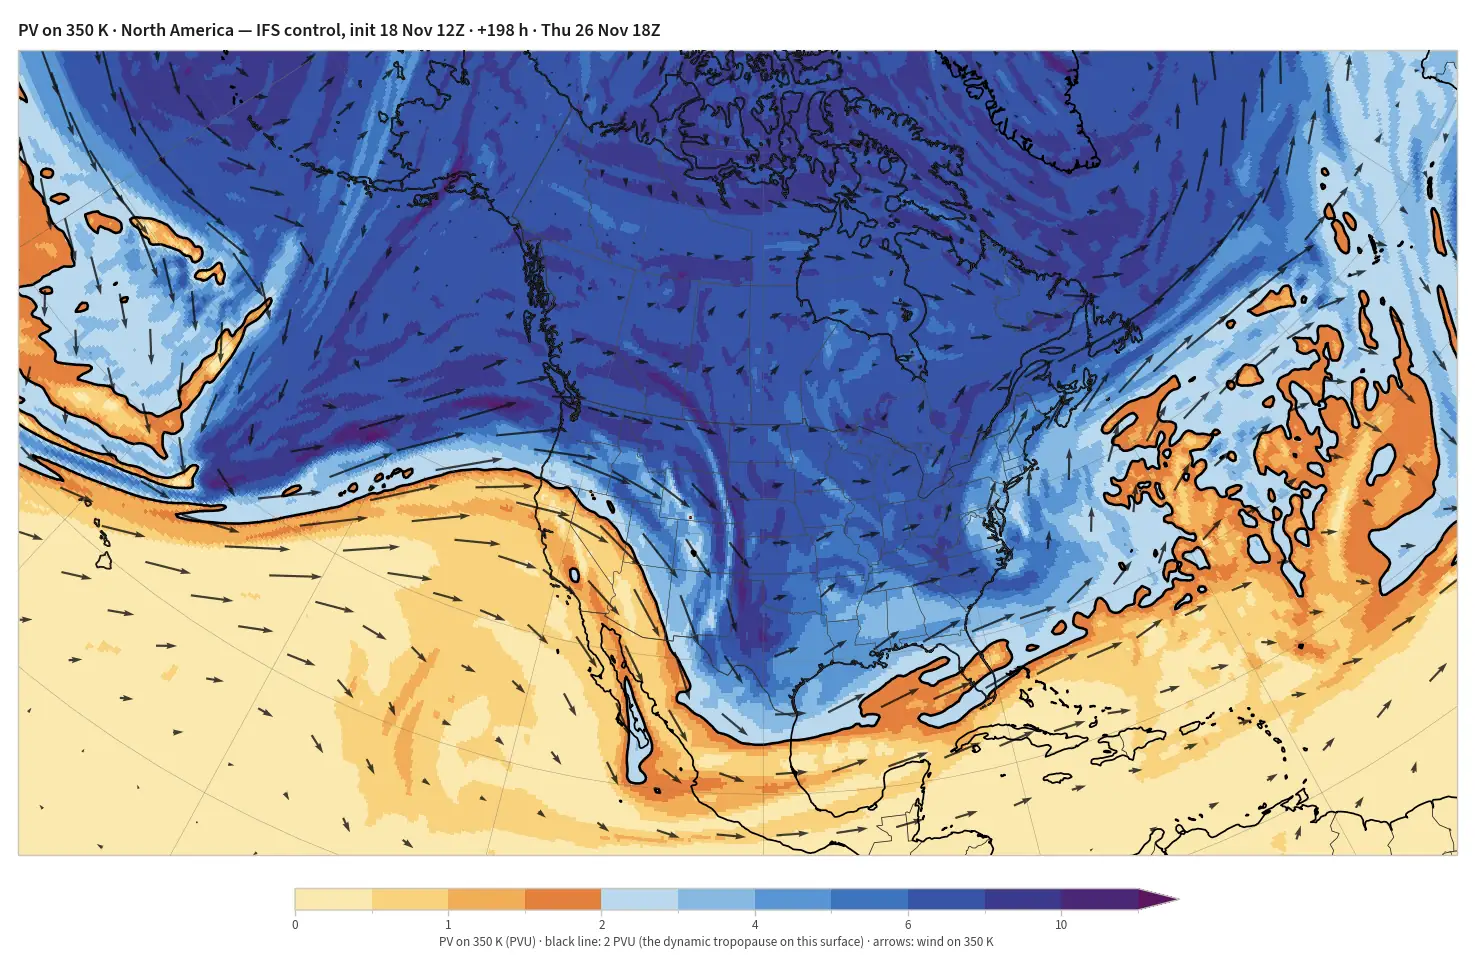 PV on 350 K · North America — IFS control, init 18 Nov 12Z · +198 h · Thu 26 Nov 18Z
0 1 2 4 6 10
PV on 350 K (PVU) · black line: 2 PVU (the dynamic tropopause on this surface) · arrows: wind on 350 K